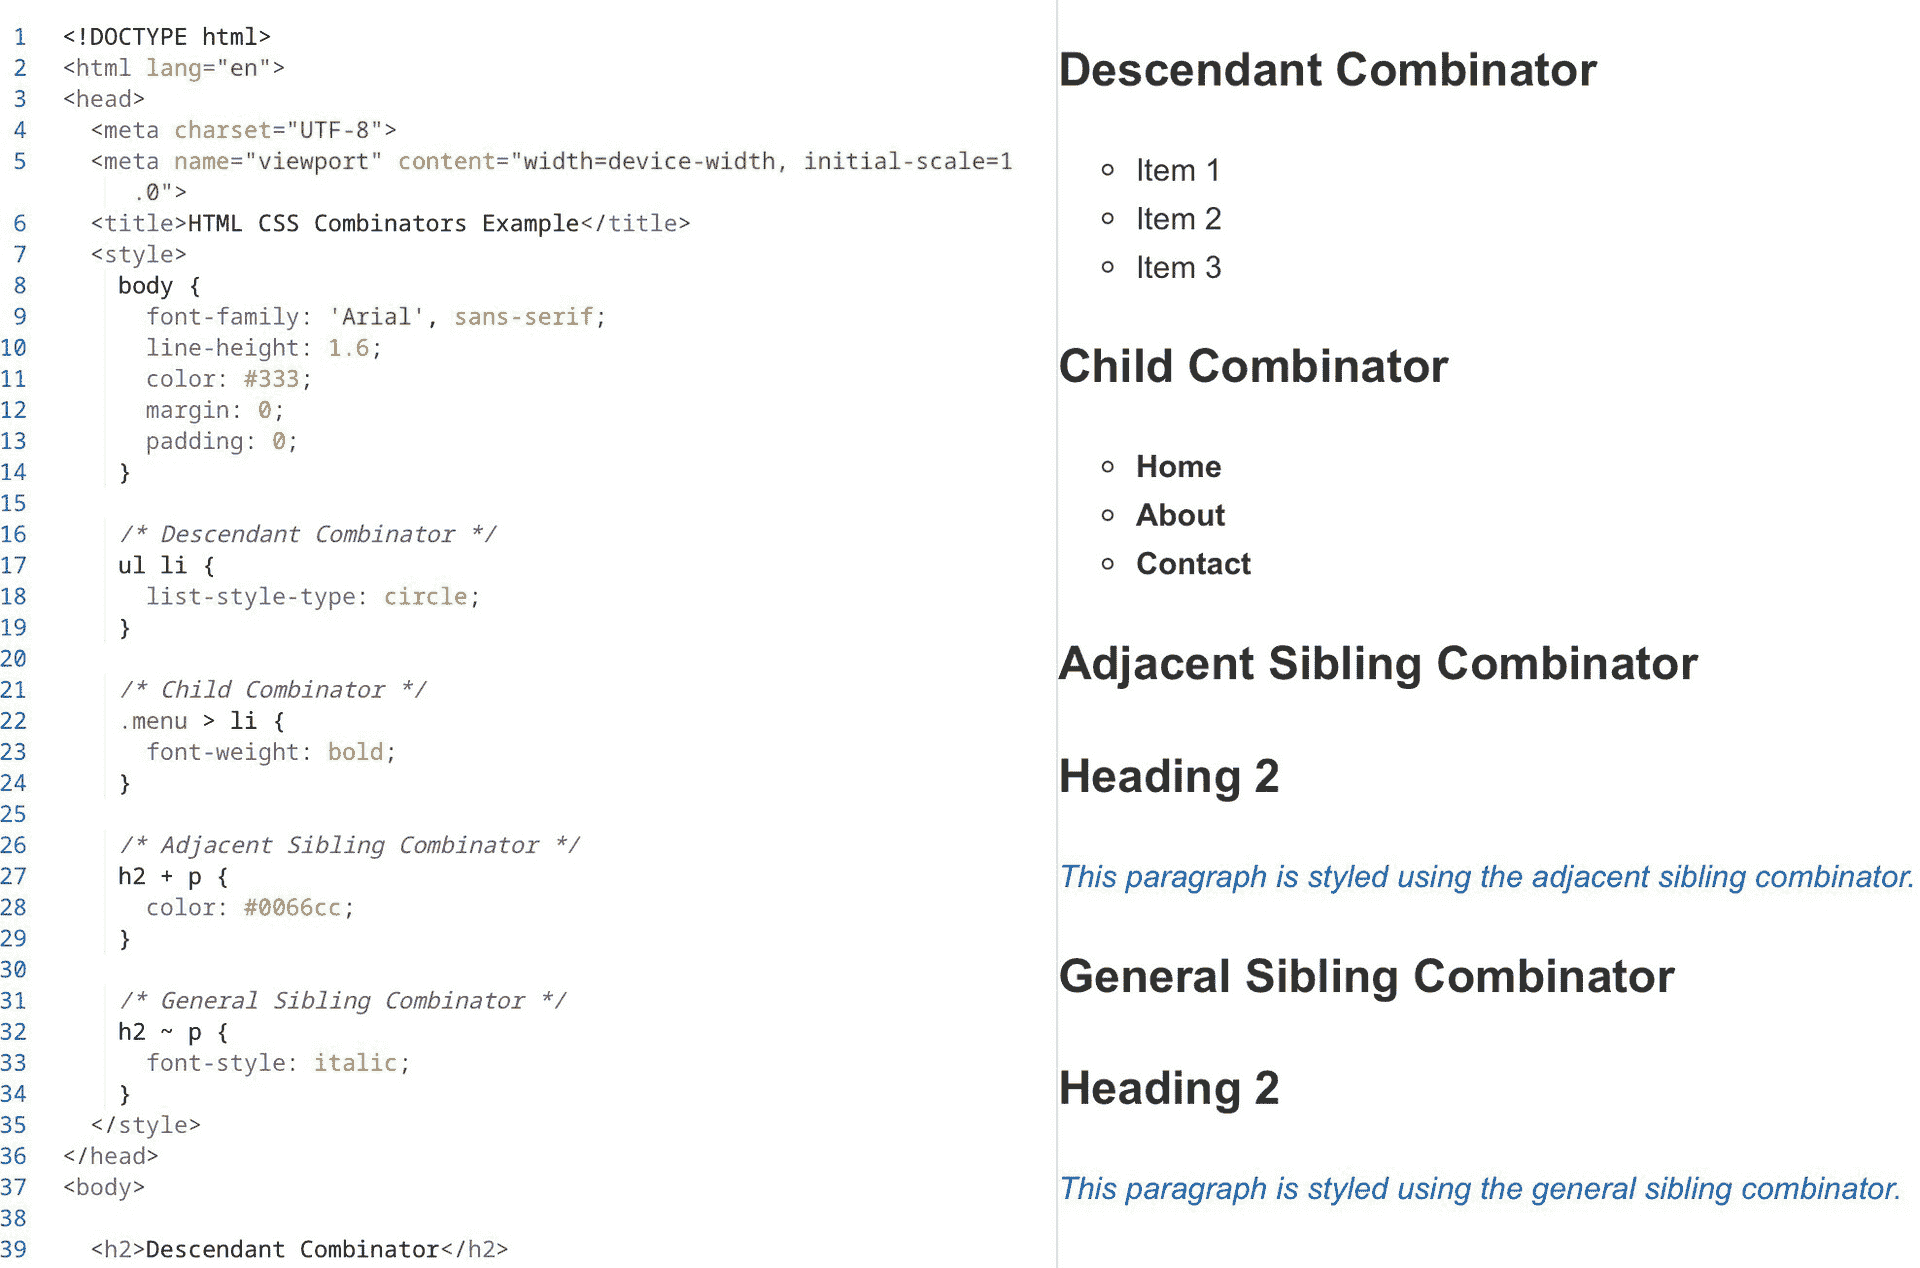 1 <!DOCTYPE html>
2 <html lang="en">
3 <head>
4 <meta charset="UTF-8">
5 <meta name="viewport" content="width=device-width, initial-scale=1
.0">
6 <title>HTML CSS Combinators Example</title>
7 <style>
8 body {
9 font-family: 'Arial', sans-serif;
10 line-height: 1.6;
11 color: #333;
12 margin: 0;
13 padding: 0;
14 }
15
16 /* Descendant Combinator */
17 ul li {
18 list-style-type: circle;
19 }
20
21 /* Child Combinator */
22 .menu > li {
23 font-weight: bold;
24 }
25
26 /* Adjacent Sibling Combinator */
27 h2 + p {
28 color: #0066cc;
29 }
30
31 /* General Sibling Combinator */
32 h2 ~ p {
33 font-style: italic;
34 }
35 </style>
36 </head>
37 <body>
38
39 <h2>Descendant Combinator</h2>
Descendant Combinator
Item 1
Item 2
Item 3
Child Combinator
Home
About
Contact
Adjacent Sibling Combinator
Heading 2
This paragraph is styled using the adjacent sibling combinator.
General Sibling Combinator
Heading 2
This paragraph is styled using the general sibling combinator.